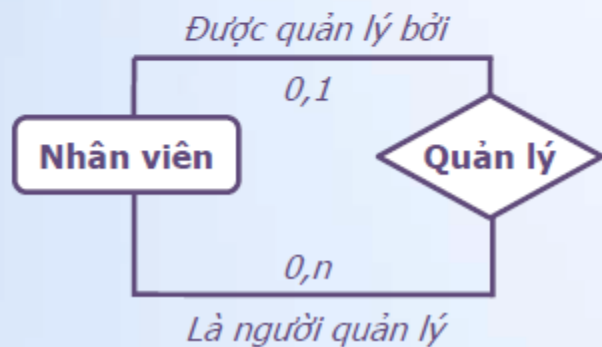 Được quản lý bởi
0,1
Nhân viên
Quản lý
0,n
Là người quản lý